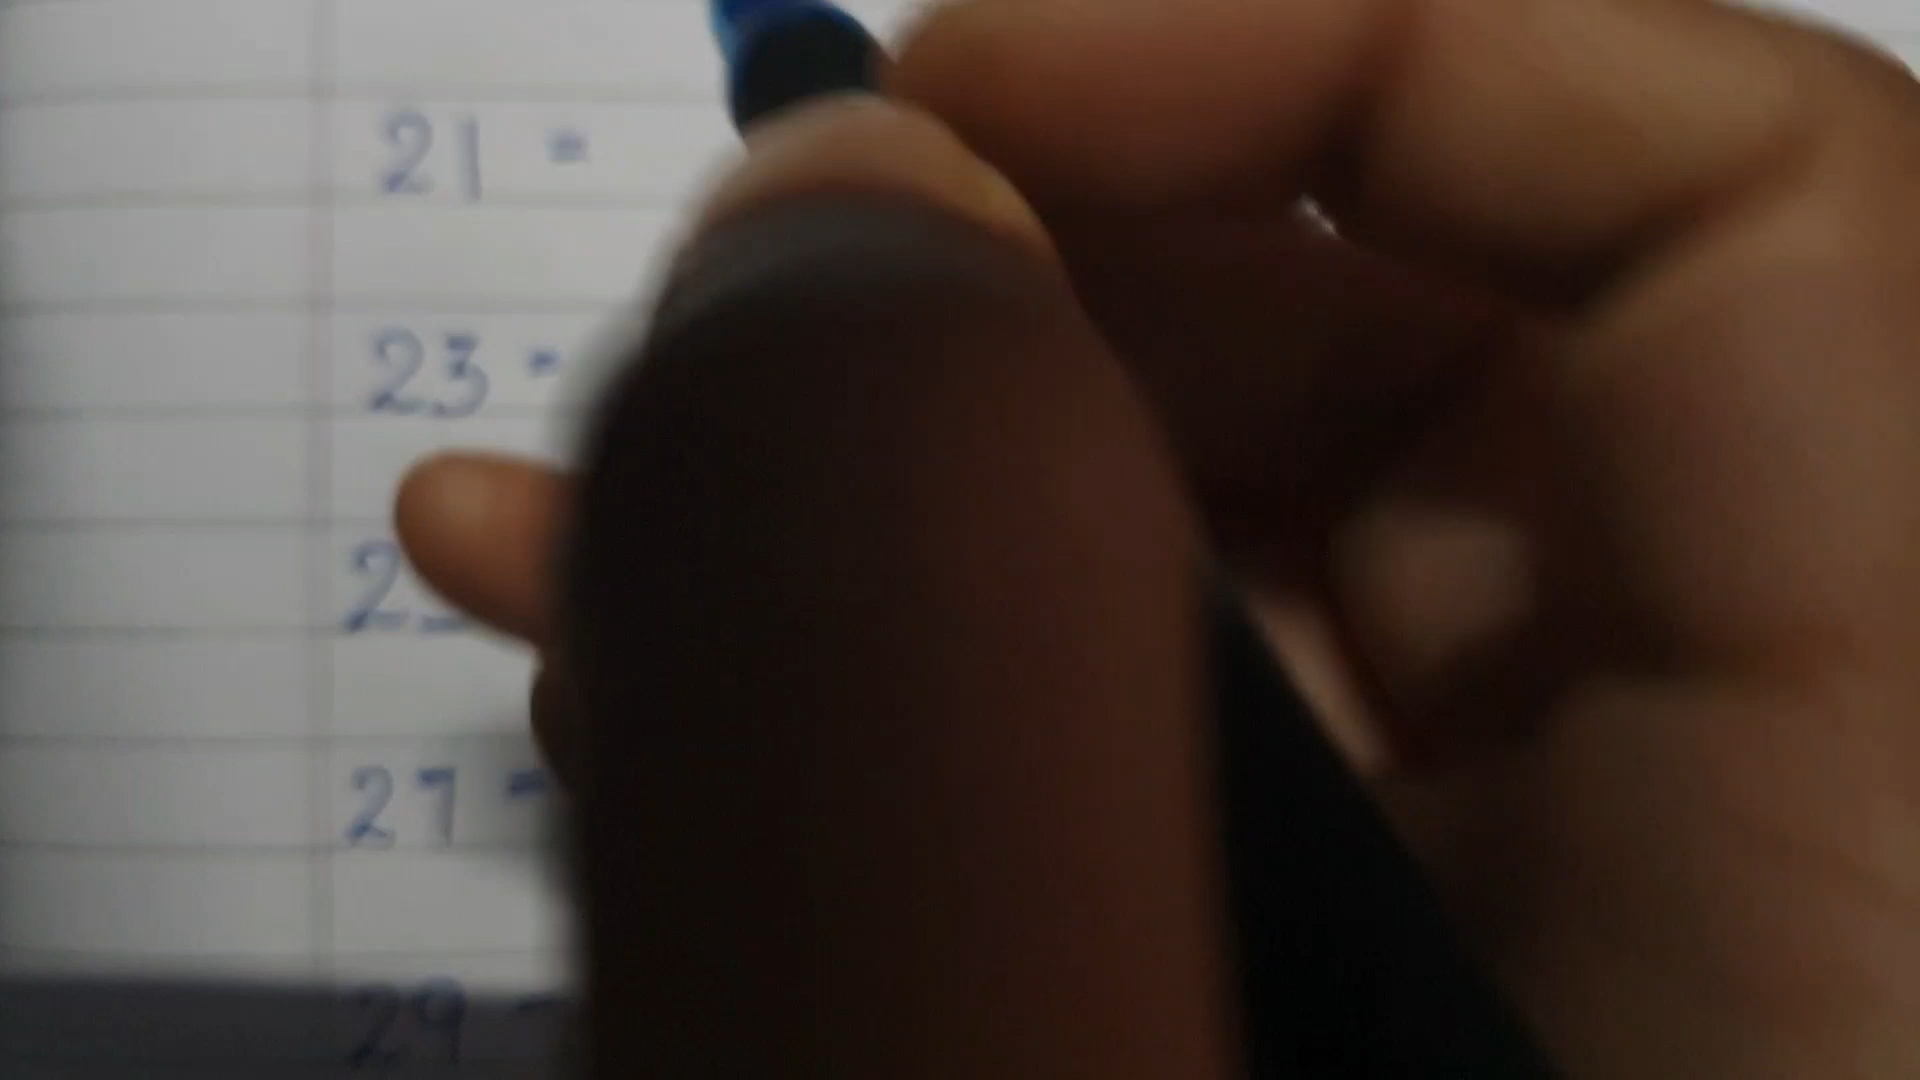 21 =
23 =
27 =
29 -